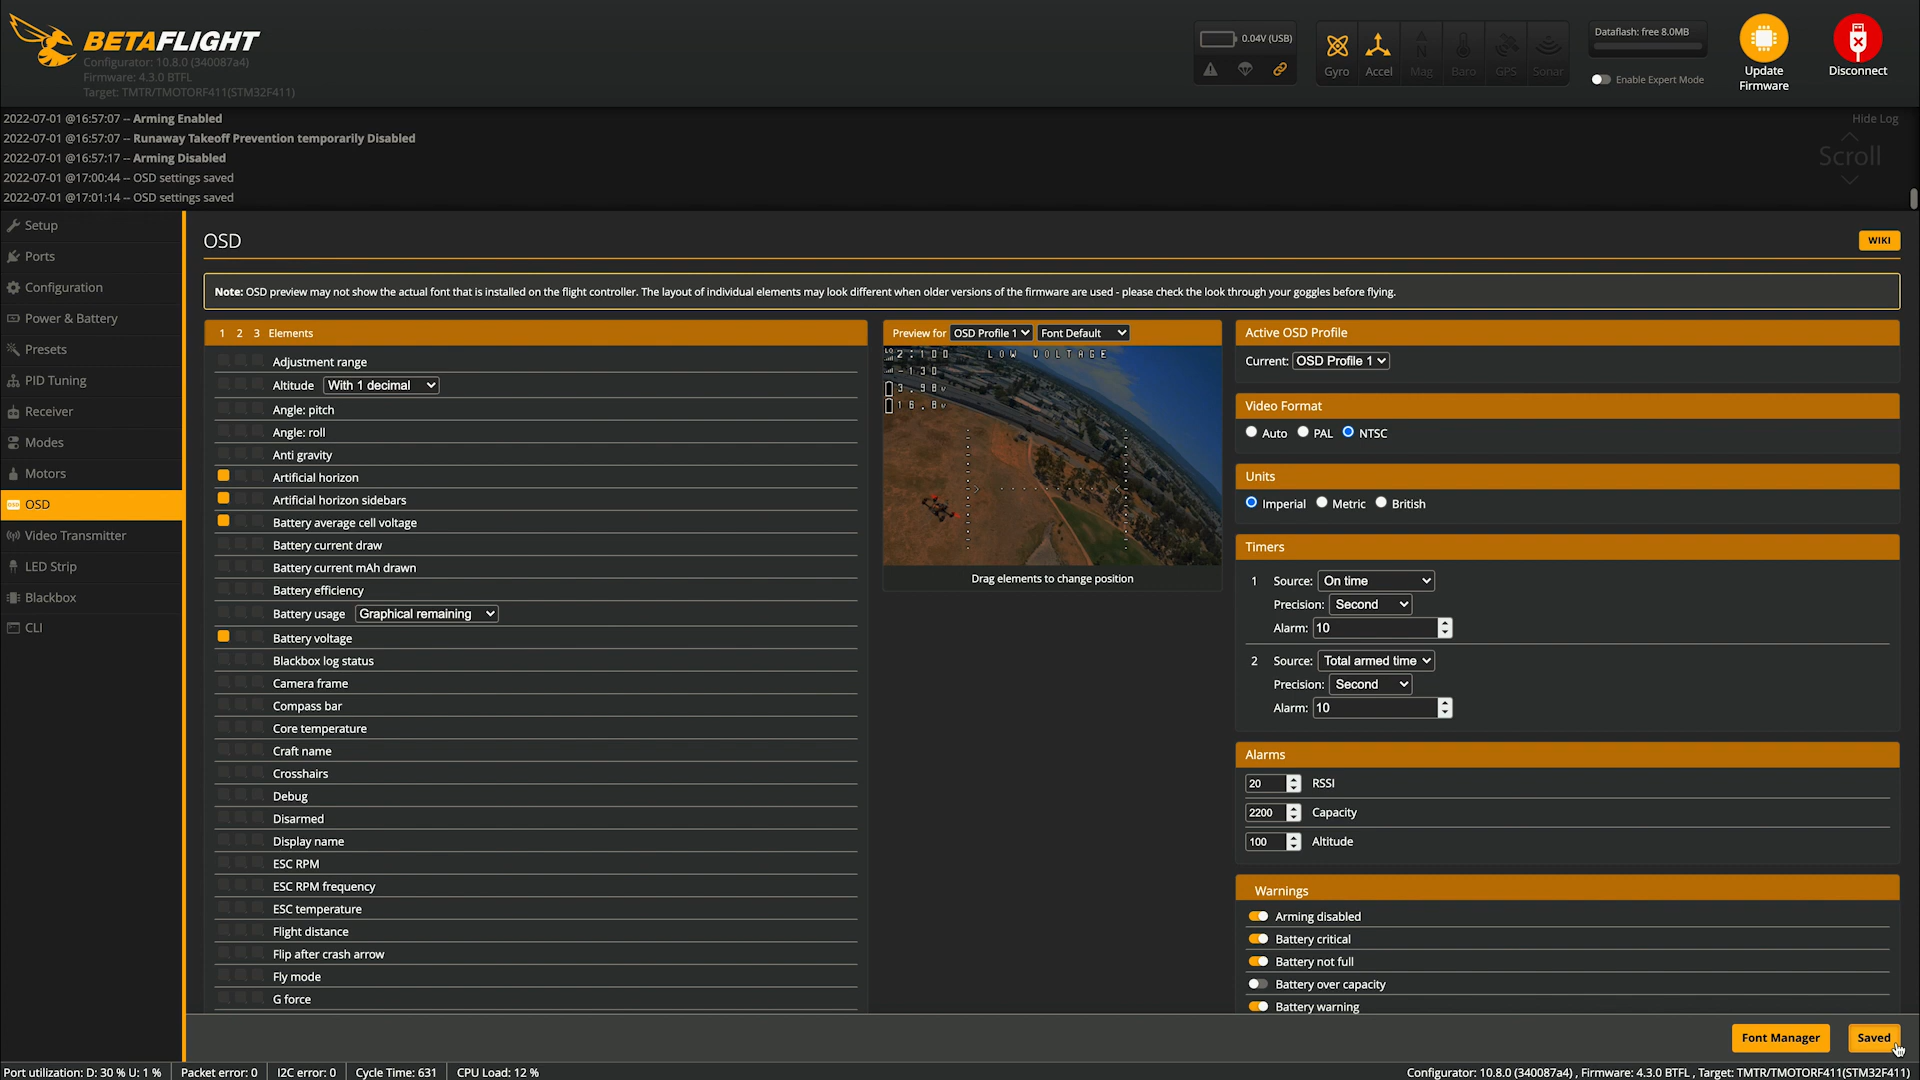 BETAFLIGHT
Configurator: 10.8.0 (340087a4)
Firmware: 4.3.0 BTFL
Target: TMTR/TMOTORF411(STM32F411)
0.04V (USB)
Gyro Accel Mag Baro GPS Sonar
Dataflash: free 8.0MB
Enable Expert Mode
Update
Firmware
Disconnect
2022-07-01 @16:57:07 -- Arming Enabled
2022-07-01 @16:57:07 -- Runaway Takeoff Prevention temporarily Disabled
2022-07-01 @16:57:17 -- Arming Disabled
2022-07-01 @17:00:44 -- OSD settings saved
2022-07-01 @17:01:14 -- OSD settings saved
Hide Log
Scroll
Setup
Ports
Configuration
Power & Battery
Presets
PID Tuning
Receiver
Modes
Motors
OSD
Video Transmitter
LED Strip
Blackbox
CLI
OSD
WIKI
Note: OSD preview may not show the actual font that is installed on the flight controller. The layout of individual elements may look different when older versions of the firmware are used - please check the look through your goggles before flying.
1 2 3 Elements
Adjustment range
Altitude With 1 decimal
Angle: pitch
Angle: roll
Anti gravity
Artificial horizon
Artificial horizon sidebars
Battery average cell voltage
Battery current draw
Battery current mAh drawn
Battery efficiency
Battery usage Graphical remaining
Battery voltage
Blackbox log status
Camera frame
Compass bar
Core temperature
Craft name
Crosshairs
Debug
Disarmed
Display name
ESC RPM
ESC RPM frequency
ESC temperature
Flight distance
Flip after crash arrow
Fly mode
G force
Preview for OSD Profile 1 Font Default
LQ 2:100 LOW VOLTAGE
-130
3.98V
16.8V
Drag elements to change position
Active OSD Profile
Current: OSD Profile 1
Video Format
Auto PAL NTSC
Units
Imperial Metric British
Timers
1 Source: On time
Precision: Second
Alarm: 10
2 Source: Total armed time
Precision: Second
Alarm: 10
Alarms
20 RSSI
2200 Capacity
100 Altitude
Warnings
Arming disabled
Battery critical
Battery not full
Battery over capacity
Battery warning
Font Manager
Saved
Port utilization: D: 30 % U: 1 % Packet error: 0 I2C error: 0 Cycle Time: 631 CPU Load: 12 %
Configurator: 10.8.0 (340087a4) , Firmware: 4.3.0 BTFL , Target: TMTR/TMOTORF411(STM32F411)